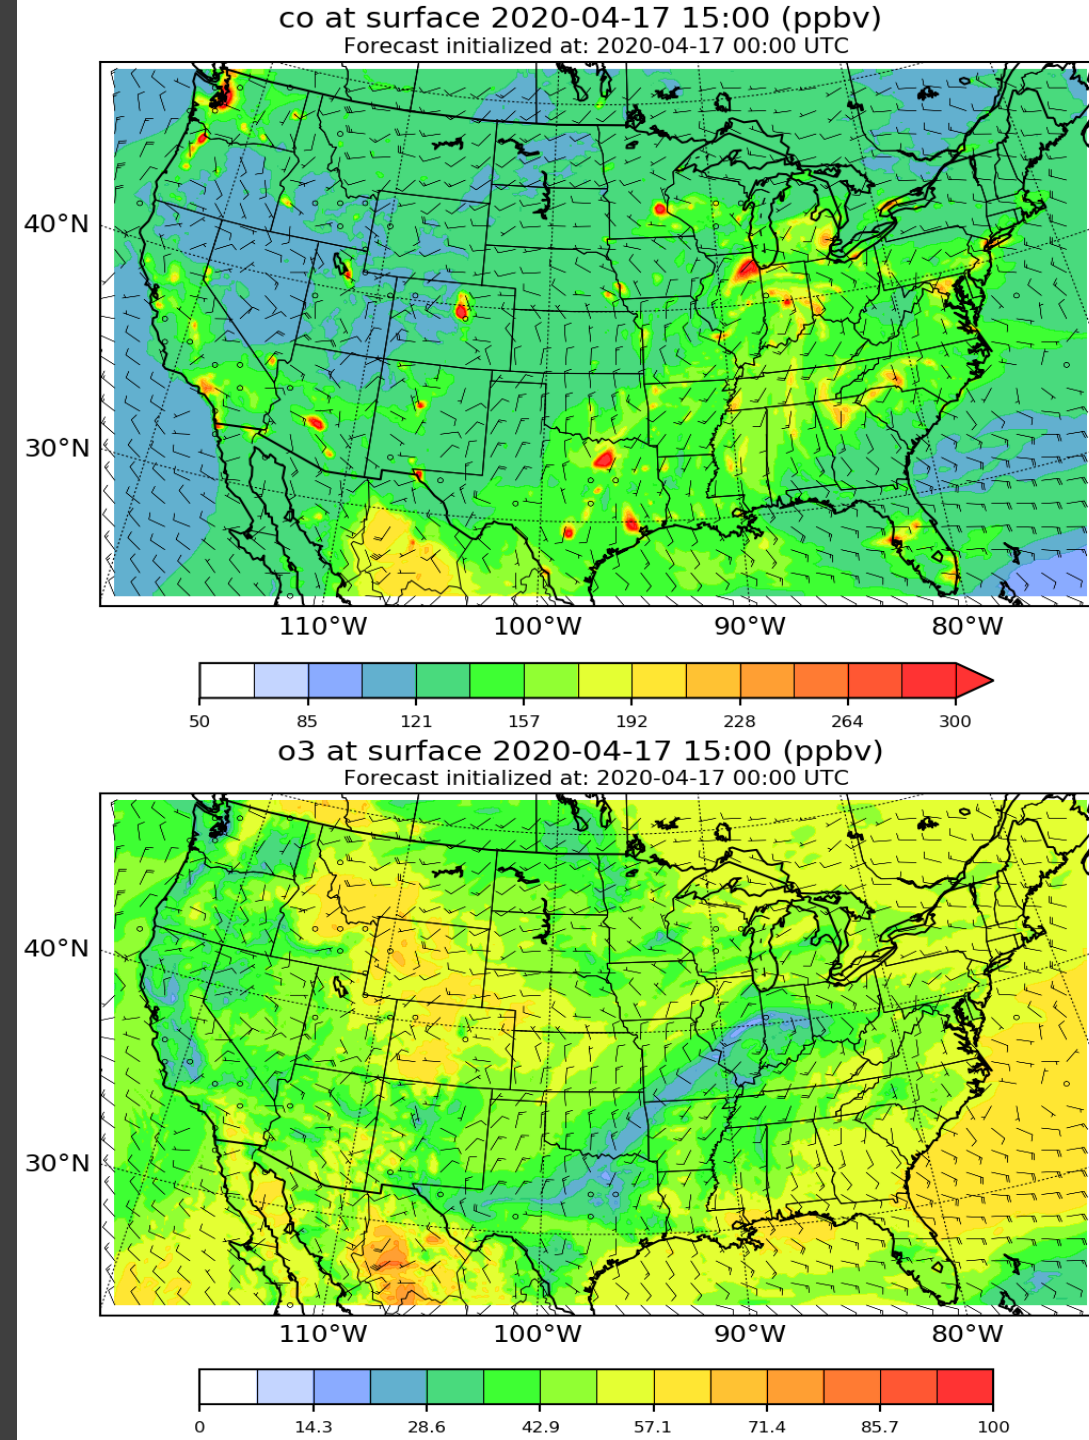 co at surface 2020-04-17 15:00 (ppbv)
Forecast initialized at: 2020-04-17 00:00 UTC
40°N
30°N
110°W 100°W 90°W 80°W
50 85 121 157 192 228 264 300
o3 at surface 2020-04-17 15:00 (ppbv)
Forecast initialized at: 2020-04-17 00:00 UTC
40°N
30°N
110°W 100°W 90°W 80°W
0 14.3 28.6 42.9 57.1 71.4 85.7 100